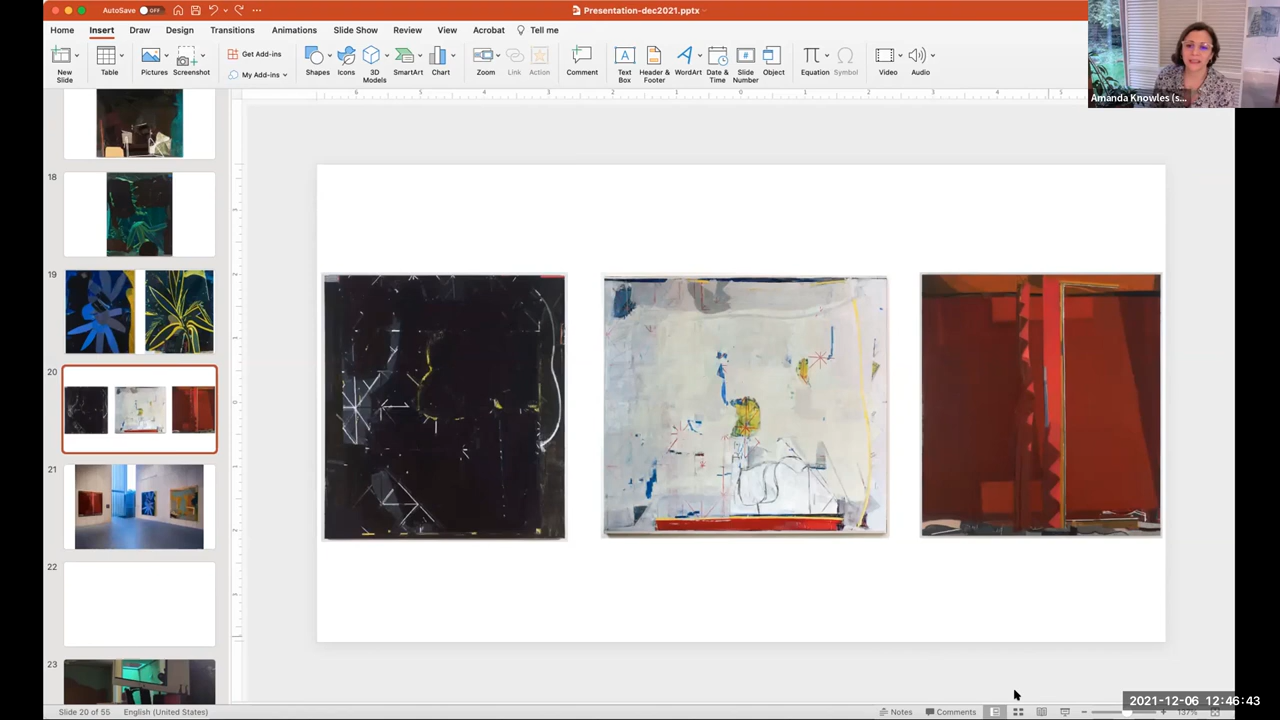 AutoSave OFF
Presentation-dec2021.pptx
Home Insert Draw Design Transitions Animations Slide Show Review View Acrobat Tell me
New Slide
Table
Pictures
Screenshot
Get Add-ins
My Add-ins
Shapes
Icons
3D Models
SmartArt
Chart
Zoom
Link
Action
Comment
Text Box
Header & Footer
WordArt
Date & Time
Slide Number
Object
Equation
Symbol
Video
Audio
Amanda Knowles (s...
18
19
20
21
22
23
Slide 20 of 55 English (United States)
Notes Comments 137%
2021-12-06 12:46:43